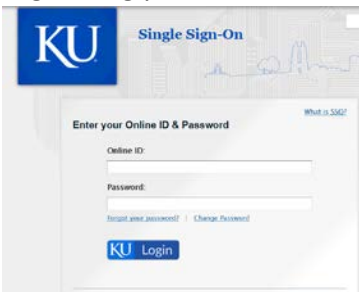 KU
Single Sign-On
What is SSO?
Enter your Online ID & Password
Online ID:
Password:
Forgot your password? | Change Password
KU Login